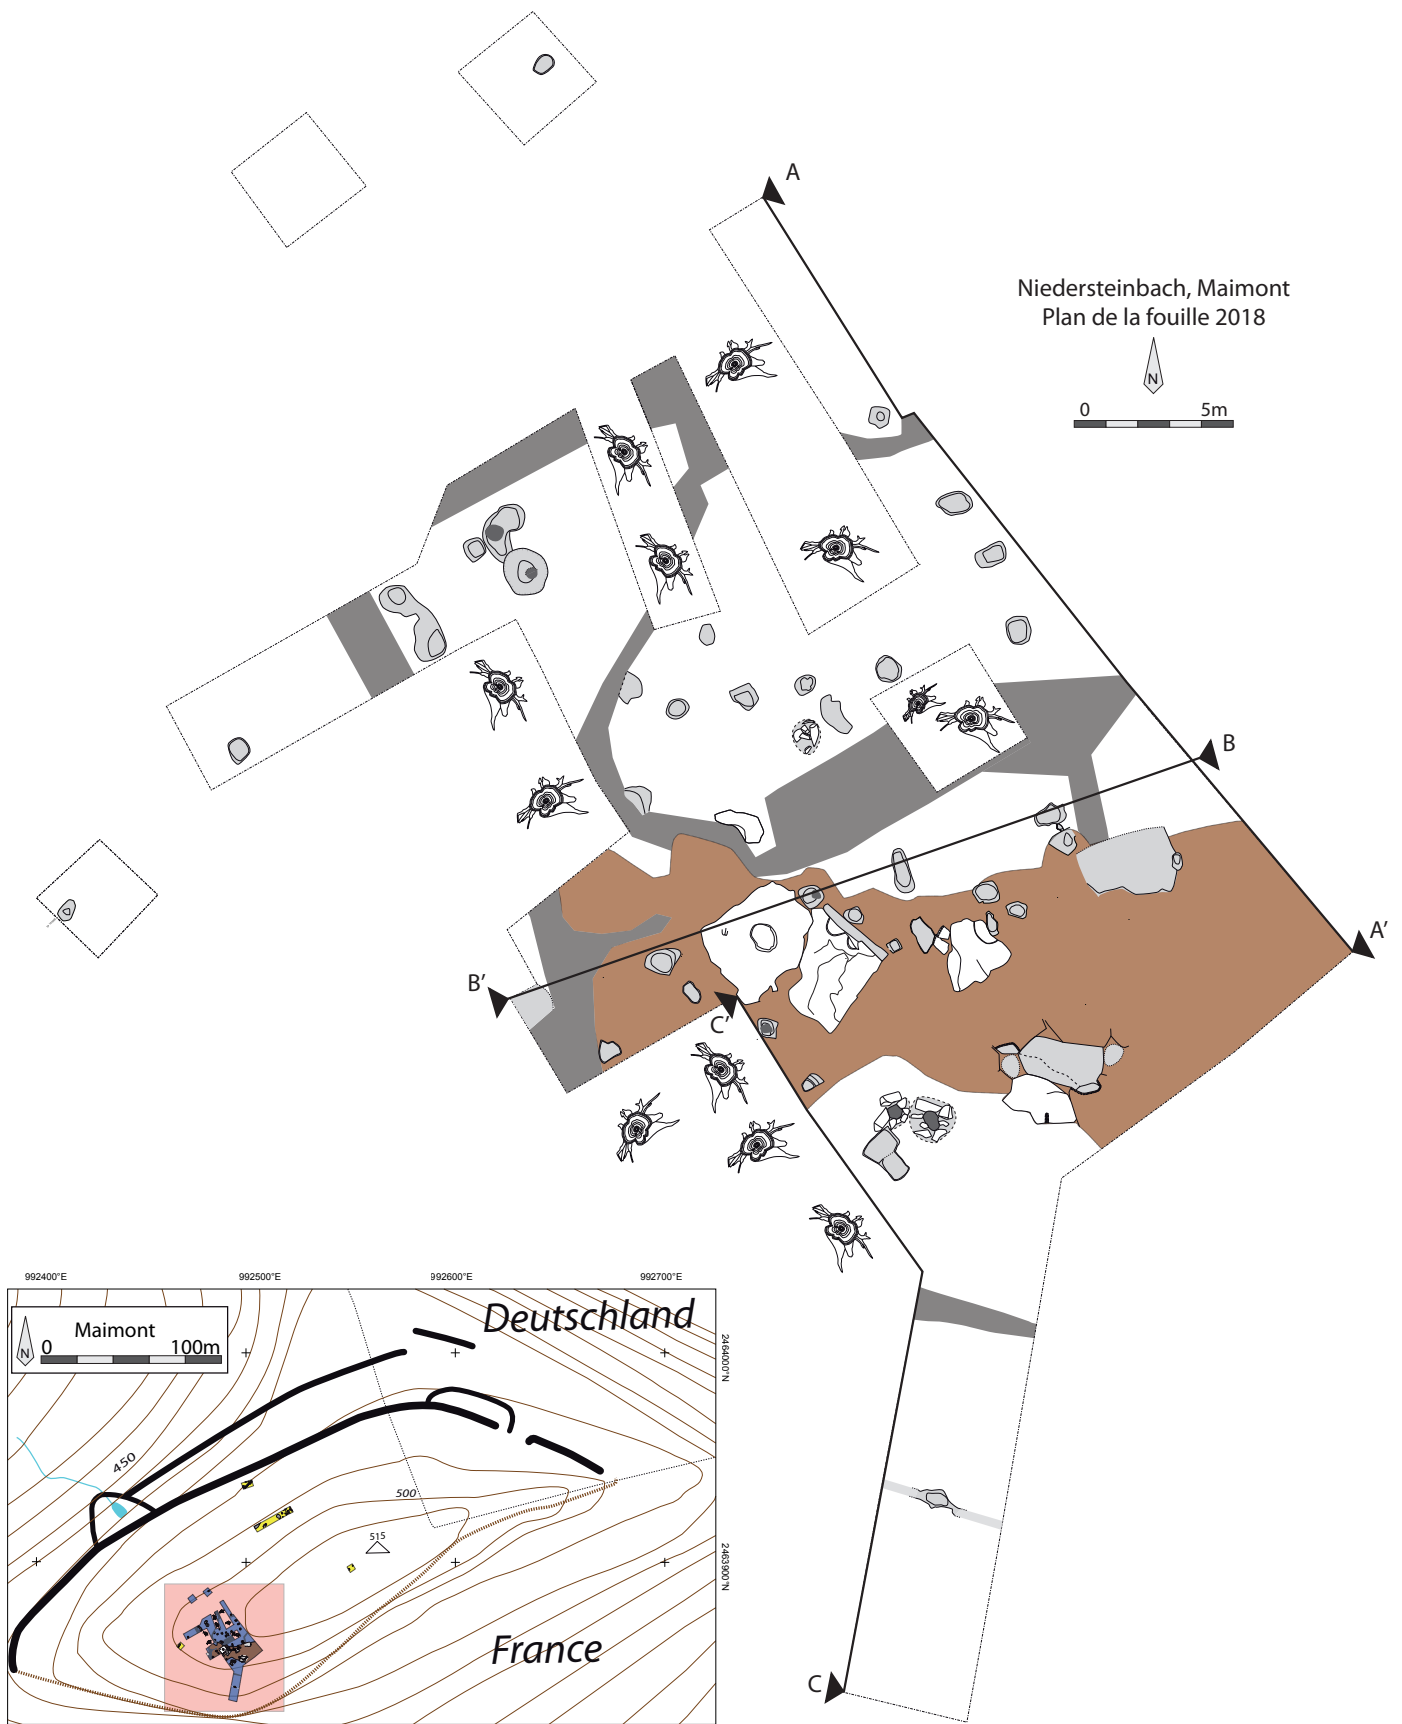 A
Niedersteinbach, Maimont
Plan de la fouille 2018
N
0 5m
B
A'
B'
C'
992400°E 992500°E 992600°E 992700°E
Deutschland
Maimont
N
0 100m
2464000°N
450
500
515
2463900°N
France
C